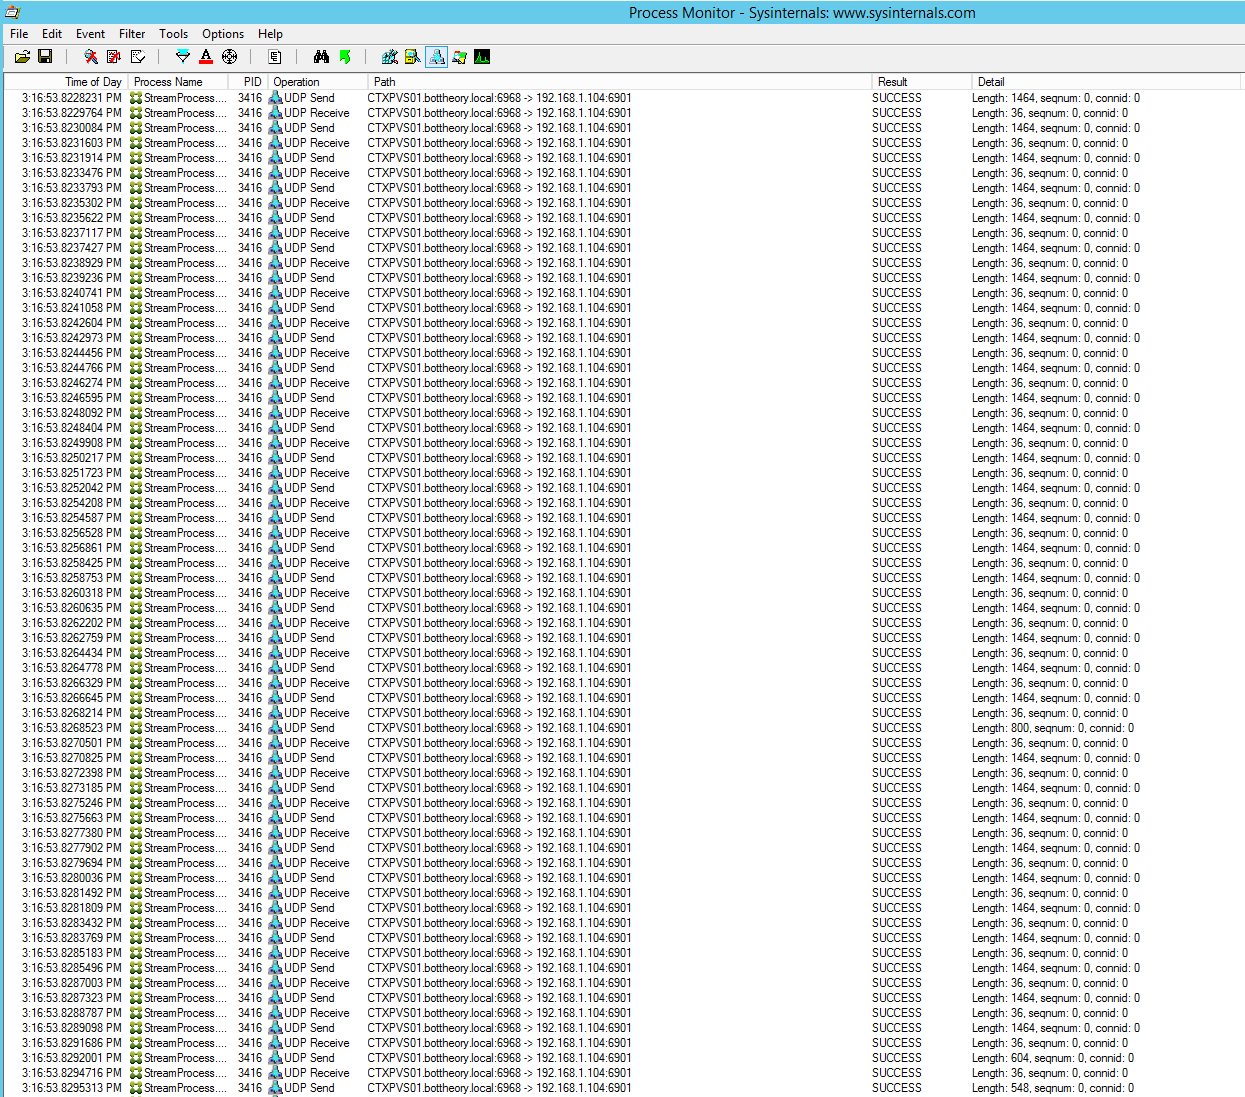 Process Monitor - Sysinternals: www.sysinternals.com
File Edit Event Filter Tools Options Help
Time of Day Process Name PID Operation Path Result Detail
3:16:53.8228231 PM StreamProcess.... 3416 UDP Send CTXPVS01.bottheory.local:6968 -> 192.168.1.104:6901 SUCCESS Length: 1464, seqnum: 0, connid: 0
3:16:53.8229764 PM StreamProcess.... 3416 UDP Receive CTXPVS01.bottheory.local:6968 -> 192.168.1.104:6901 SUCCESS Length: 36, seqnum: 0, connid: 0
3:16:53.8230084 PM StreamProcess.... 3416 UDP Send CTXPVS01.bottheory.local:6968 -> 192.168.1.104:6901 SUCCESS Length: 1464, seqnum: 0, connid: 0
3:16:53.8231603 PM StreamProcess.... 3416 UDP Receive CTXPVS01.bottheory.local:6968 -> 192.168.1.104:6901 SUCCESS Length: 36, seqnum: 0, connid: 0
3:16:53.8231914 PM StreamProcess.... 3416 UDP Send CTXPVS01.bottheory.local:6968 -> 192.168.1.104:6901 SUCCESS Length: 1464, seqnum: 0, connid: 0
3:16:53.8233476 PM StreamProcess.... 3416 UDP Receive CTXPVS01.bottheory.local:6968 -> 192.168.1.104:6901 SUCCESS Length: 36, seqnum: 0, connid: 0
3:16:53.8233793 PM StreamProcess.... 3416 UDP Send CTXPVS01.bottheory.local:6968 -> 192.168.1.104:6901 SUCCESS Length: 1464, seqnum: 0, connid: 0
3:16:53.8235302 PM StreamProcess.... 3416 UDP Receive CTXPVS01.bottheory.local:6968 -> 192.168.1.104:6901 SUCCESS Length: 36, seqnum: 0, connid: 0
3:16:53.8235622 PM StreamProcess.... 3416 UDP Send CTXPVS01.bottheory.local:6968 -> 192.168.1.104:6901 SUCCESS Length: 1464, seqnum: 0, connid: 0
3:16:53.8237117 PM StreamProcess.... 3416 UDP Receive CTXPVS01.bottheory.local:6968 -> 192.168.1.104:6901 SUCCESS Length: 36, seqnum: 0, connid: 0
3:16:53.8237427 PM StreamProcess.... 3416 UDP Send CTXPVS01.bottheory.local:6968 -> 192.168.1.104:6901 SUCCESS Length: 1464, seqnum: 0, connid: 0
3:16:53.8238929 PM StreamProcess.... 3416 UDP Receive CTXPVS01.bottheory.local:6968 -> 192.168.1.104:6901 SUCCESS Length: 36, seqnum: 0, connid: 0
3:16:53.8239236 PM StreamProcess.... 3416 UDP Send CTXPVS01.bottheory.local:6968 -> 192.168.1.104:6901 SUCCESS Length: 1464, seqnum: 0, connid: 0
3:16:53.8240741 PM StreamProcess.... 3416 UDP Receive CTXPVS01.bottheory.local:6968 -> 192.168.1.104:6901 SUCCESS Length: 36, seqnum: 0, connid: 0
3:16:53.8241058 PM StreamProcess.... 3416 UDP Send CTXPVS01.bottheory.local:6968 -> 192.168.1.104:6901 SUCCESS Length: 1464, seqnum: 0, connid: 0
3:16:53.8242604 PM StreamProcess.... 3416 UDP Receive CTXPVS01.bottheory.local:6968 -> 192.168.1.104:6901 SUCCESS Length: 36, seqnum: 0, connid: 0
3:16:53.8242973 PM StreamProcess.... 3416 UDP Send CTXPVS01.bottheory.local:6968 -> 192.168.1.104:6901 SUCCESS Length: 1464, seqnum: 0, connid: 0
3:16:53.8244456 PM StreamProcess.... 3416 UDP Receive CTXPVS01.bottheory.local:6968 -> 192.168.1.104:6901 SUCCESS Length: 36, seqnum: 0, connid: 0
3:16:53.8244766 PM StreamProcess.... 3416 UDP Send CTXPVS01.bottheory.local:6968 -> 192.168.1.104:6901 SUCCESS Length: 1464, seqnum: 0, connid: 0
3:16:53.8246274 PM StreamProcess.... 3416 UDP Receive CTXPVS01.bottheory.local:6968 -> 192.168.1.104:6901 SUCCESS Length: 36, seqnum: 0, connid: 0
3:16:53.8246595 PM StreamProcess.... 3416 UDP Send CTXPVS01.bottheory.local:6968 -> 192.168.1.104:6901 SUCCESS Length: 1464, seqnum: 0, connid: 0
3:16:53.8248092 PM StreamProcess.... 3416 UDP Receive CTXPVS01.bottheory.local:6968 -> 192.168.1.104:6901 SUCCESS Length: 36, seqnum: 0, connid: 0
3:16:53.8248404 PM StreamProcess.... 3416 UDP Send CTXPVS01.bottheory.local:6968 -> 192.168.1.104:6901 SUCCESS Length: 1464, seqnum: 0, connid: 0
3:16:53.8249908 PM StreamProcess.... 3416 UDP Receive CTXPVS01.bottheory.local:6968 -> 192.168.1.104:6901 SUCCESS Length: 36, seqnum: 0, connid: 0
3:16:53.8250217 PM StreamProcess.... 3416 UDP Send CTXPVS01.bottheory.local:6968 -> 192.168.1.104:6901 SUCCESS Length: 1464, seqnum: 0, connid: 0
3:16:53.8251723 PM StreamProcess.... 3416 UDP Receive CTXPVS01.bottheory.local:6968 -> 192.168.1.104:6901 SUCCESS Length: 36, seqnum: 0, connid: 0
3:16:53.8252042 PM StreamProcess.... 3416 UDP Send CTXPVS01.bottheory.local:6968 -> 192.168.1.104:6901 SUCCESS Length: 1464, seqnum: 0, connid: 0
3:16:53.8254208 PM StreamProcess.... 3416 UDP Receive CTXPVS01.bottheory.local:6968 -> 192.168.1.104:6901 SUCCESS Length: 36, seqnum: 0, connid: 0
3:16:53.8254587 PM StreamProcess.... 3416 UDP Send CTXPVS01.bottheory.local:6968 -> 192.168.1.104:6901 SUCCESS Length: 1464, seqnum: 0, connid: 0
3:16:53.8256528 PM StreamProcess.... 3416 UDP Receive CTXPVS01.bottheory.local:6968 -> 192.168.1.104:6901 SUCCESS Length: 36, seqnum: 0, connid: 0
3:16:53.8256861 PM StreamProcess.... 3416 UDP Send CTXPVS01.bottheory.local:6968 -> 192.168.1.104:6901 SUCCESS Length: 1464, seqnum: 0, connid: 0
3:16:53.8258425 PM StreamProcess.... 3416 UDP Receive CTXPVS01.bottheory.local:6968 -> 192.168.1.104:6901 SUCCESS Length: 36, seqnum: 0, connid: 0
3:16:53.8258753 PM StreamProcess.... 3416 UDP Send CTXPVS01.bottheory.local:6968 -> 192.168.1.104:6901 SUCCESS Length: 1464, seqnum: 0, connid: 0
3:16:53.8260318 PM StreamProcess.... 3416 UDP Receive CTXPVS01.bottheory.local:6968 -> 192.168.1.104:6901 SUCCESS Length: 36, seqnum: 0, connid: 0
3:16:53.8260635 PM StreamProcess.... 3416 UDP Send CTXPVS01.bottheory.local:6968 -> 192.168.1.104:6901 SUCCESS Length: 1464, seqnum: 0, connid: 0
3:16:53.8262202 PM StreamProcess.... 3416 UDP Receive CTXPVS01.bottheory.local:6968 -> 192.168.1.104:6901 SUCCESS Length: 36, seqnum: 0, connid: 0
3:16:53.8262759 PM StreamProcess.... 3416 UDP Send CTXPVS01.bottheory.local:6968 -> 192.168.1.104:6901 SUCCESS Length: 1464, seqnum: 0, connid: 0
3:16:53.8264434 PM StreamProcess.... 3416 UDP Receive CTXPVS01.bottheory.local:6968 -> 192.168.1.104:6901 SUCCESS Length: 36, seqnum: 0, connid: 0
3:16:53.8264778 PM StreamProcess.... 3416 UDP Send CTXPVS01.bottheory.local:6968 -> 192.168.1.104:6901 SUCCESS Length: 1464, seqnum: 0, connid: 0
3:16:53.8266329 PM StreamProcess.... 3416 UDP Receive CTXPVS01.bottheory.local:6968 -> 192.168.1.104:6901 SUCCESS Length: 36, seqnum: 0, connid: 0
3:16:53.8266645 PM StreamProcess.... 3416 UDP Send CTXPVS01.bottheory.local:6968 -> 192.168.1.104:6901 SUCCESS Length: 1464, seqnum: 0, connid: 0
3:16:53.8268214 PM StreamProcess.... 3416 UDP Receive CTXPVS01.bottheory.local:6968 -> 192.168.1.104:6901 SUCCESS Length: 36, seqnum: 0, connid: 0
3:16:53.8268523 PM StreamProcess.... 3416 UDP Send CTXPVS01.bottheory.local:6968 -> 192.168.1.104:6901 SUCCESS Length: 800, seqnum: 0, connid: 0
3:16:53.8270501 PM StreamProcess.... 3416 UDP Receive CTXPVS01.bottheory.local:6968 -> 192.168.1.104:6901 SUCCESS Length: 36, seqnum: 0, connid: 0
3:16:53.8270825 PM StreamProcess.... 3416 UDP Send CTXPVS01.bottheory.local:6968 -> 192.168.1.104:6901 SUCCESS Length: 1464, seqnum: 0, connid: 0
3:16:53.8272398 PM StreamProcess.... 3416 UDP Receive CTXPVS01.bottheory.local:6968 -> 192.168.1.104:6901 SUCCESS Length: 36, seqnum: 0, connid: 0
3:16:53.8273185 PM StreamProcess.... 3416 UDP Send CTXPVS01.bottheory.local:6968 -> 192.168.1.104:6901 SUCCESS Length: 1464, seqnum: 0, connid: 0
3:16:53.8275246 PM StreamProcess.... 3416 UDP Receive CTXPVS01.bottheory.local:6968 -> 192.168.1.104:6901 SUCCESS Length: 36, seqnum: 0, connid: 0
3:16:53.8275663 PM StreamProcess.... 3416 UDP Send CTXPVS01.bottheory.local:6968 -> 192.168.1.104:6901 SUCCESS Length: 1464, seqnum: 0, connid: 0
3:16:53.8277380 PM StreamProcess.... 3416 UDP Receive CTXPVS01.bottheory.local:6968 -> 192.168.1.104:6901 SUCCESS Length: 36, seqnum: 0, connid: 0
3:16:53.8277902 PM StreamProcess.... 3416 UDP Send CTXPVS01.bottheory.local:6968 -> 192.168.1.104:6901 SUCCESS Length: 1464, seqnum: 0, connid: 0
3:16:53.8279694 PM StreamProcess.... 3416 UDP Receive CTXPVS01.bottheory.local:6968 -> 192.168.1.104:6901 SUCCESS Length: 36, seqnum: 0, connid: 0
3:16:53.8280036 PM StreamProcess.... 3416 UDP Send CTXPVS01.bottheory.local:6968 -> 192.168.1.104:6901 SUCCESS Length: 1464, seqnum: 0, connid: 0
3:16:53.8281492 PM StreamProcess.... 3416 UDP Receive CTXPVS01.bottheory.local:6968 -> 192.168.1.104:6901 SUCCESS Length: 36, seqnum: 0, connid: 0
3:16:53.8281809 PM StreamProcess.... 3416 UDP Send CTXPVS01.bottheory.local:6968 -> 192.168.1.104:6901 SUCCESS Length: 1464, seqnum: 0, connid: 0
3:16:53.8283432 PM StreamProcess.... 3416 UDP Receive CTXPVS01.bottheory.local:6968 -> 192.168.1.104:6901 SUCCESS Length: 36, seqnum: 0, connid: 0
3:16:53.8283769 PM StreamProcess.... 3416 UDP Send CTXPVS01.bottheory.local:6968 -> 192.168.1.104:6901 SUCCESS Length: 1464, seqnum: 0, connid: 0
3:16:53.8285183 PM StreamProcess.... 3416 UDP Receive CTXPVS01.bottheory.local:6968 -> 192.168.1.104:6901 SUCCESS Length: 36, seqnum: 0, connid: 0
3:16:53.8285496 PM StreamProcess.... 3416 UDP Send CTXPVS01.bottheory.local:6968 -> 192.168.1.104:6901 SUCCESS Length: 1464, seqnum: 0, connid: 0
3:16:53.8287003 PM StreamProcess.... 3416 UDP Receive CTXPVS01.bottheory.local:6968 -> 192.168.1.104:6901 SUCCESS Length: 36, seqnum: 0, connid: 0
3:16:53.8287323 PM StreamProcess.... 3416 UDP Send CTXPVS01.bottheory.local:6968 -> 192.168.1.104:6901 SUCCESS Length: 1464, seqnum: 0, connid: 0
3:16:53.8288787 PM StreamProcess.... 3416 UDP Receive CTXPVS01.bottheory.local:6968 -> 192.168.1.104:6901 SUCCESS Length: 36, seqnum: 0, connid: 0
3:16:53.8289098 PM StreamProcess.... 3416 UDP Send CTXPVS01.bottheory.local:6968 -> 192.168.1.104:6901 SUCCESS Length: 1464, seqnum: 0, connid: 0
3:16:53.8291686 PM StreamProcess.... 3416 UDP Receive CTXPVS01.bottheory.local:6968 -> 192.168.1.104:6901 SUCCESS Length: 36, seqnum: 0, connid: 0
3:16:53.8292001 PM StreamProcess.... 3416 UDP Send CTXPVS01.bottheory.local:6968 -> 192.168.1.104:6901 SUCCESS Length: 604, seqnum: 0, connid: 0
3:16:53.8294716 PM StreamProcess.... 3416 UDP Receive CTXPVS01.bottheory.local:6968 -> 192.168.1.104:6901 SUCCESS Length: 36, seqnum: 0, connid: 0
3:16:53.8295313 PM StreamProcess.... 3416 UDP Send CTXPVS01.bottheory.local:6968 -> 192.168.1.104:6901 SUCCESS Length: 548, seqnum: 0, connid: 0